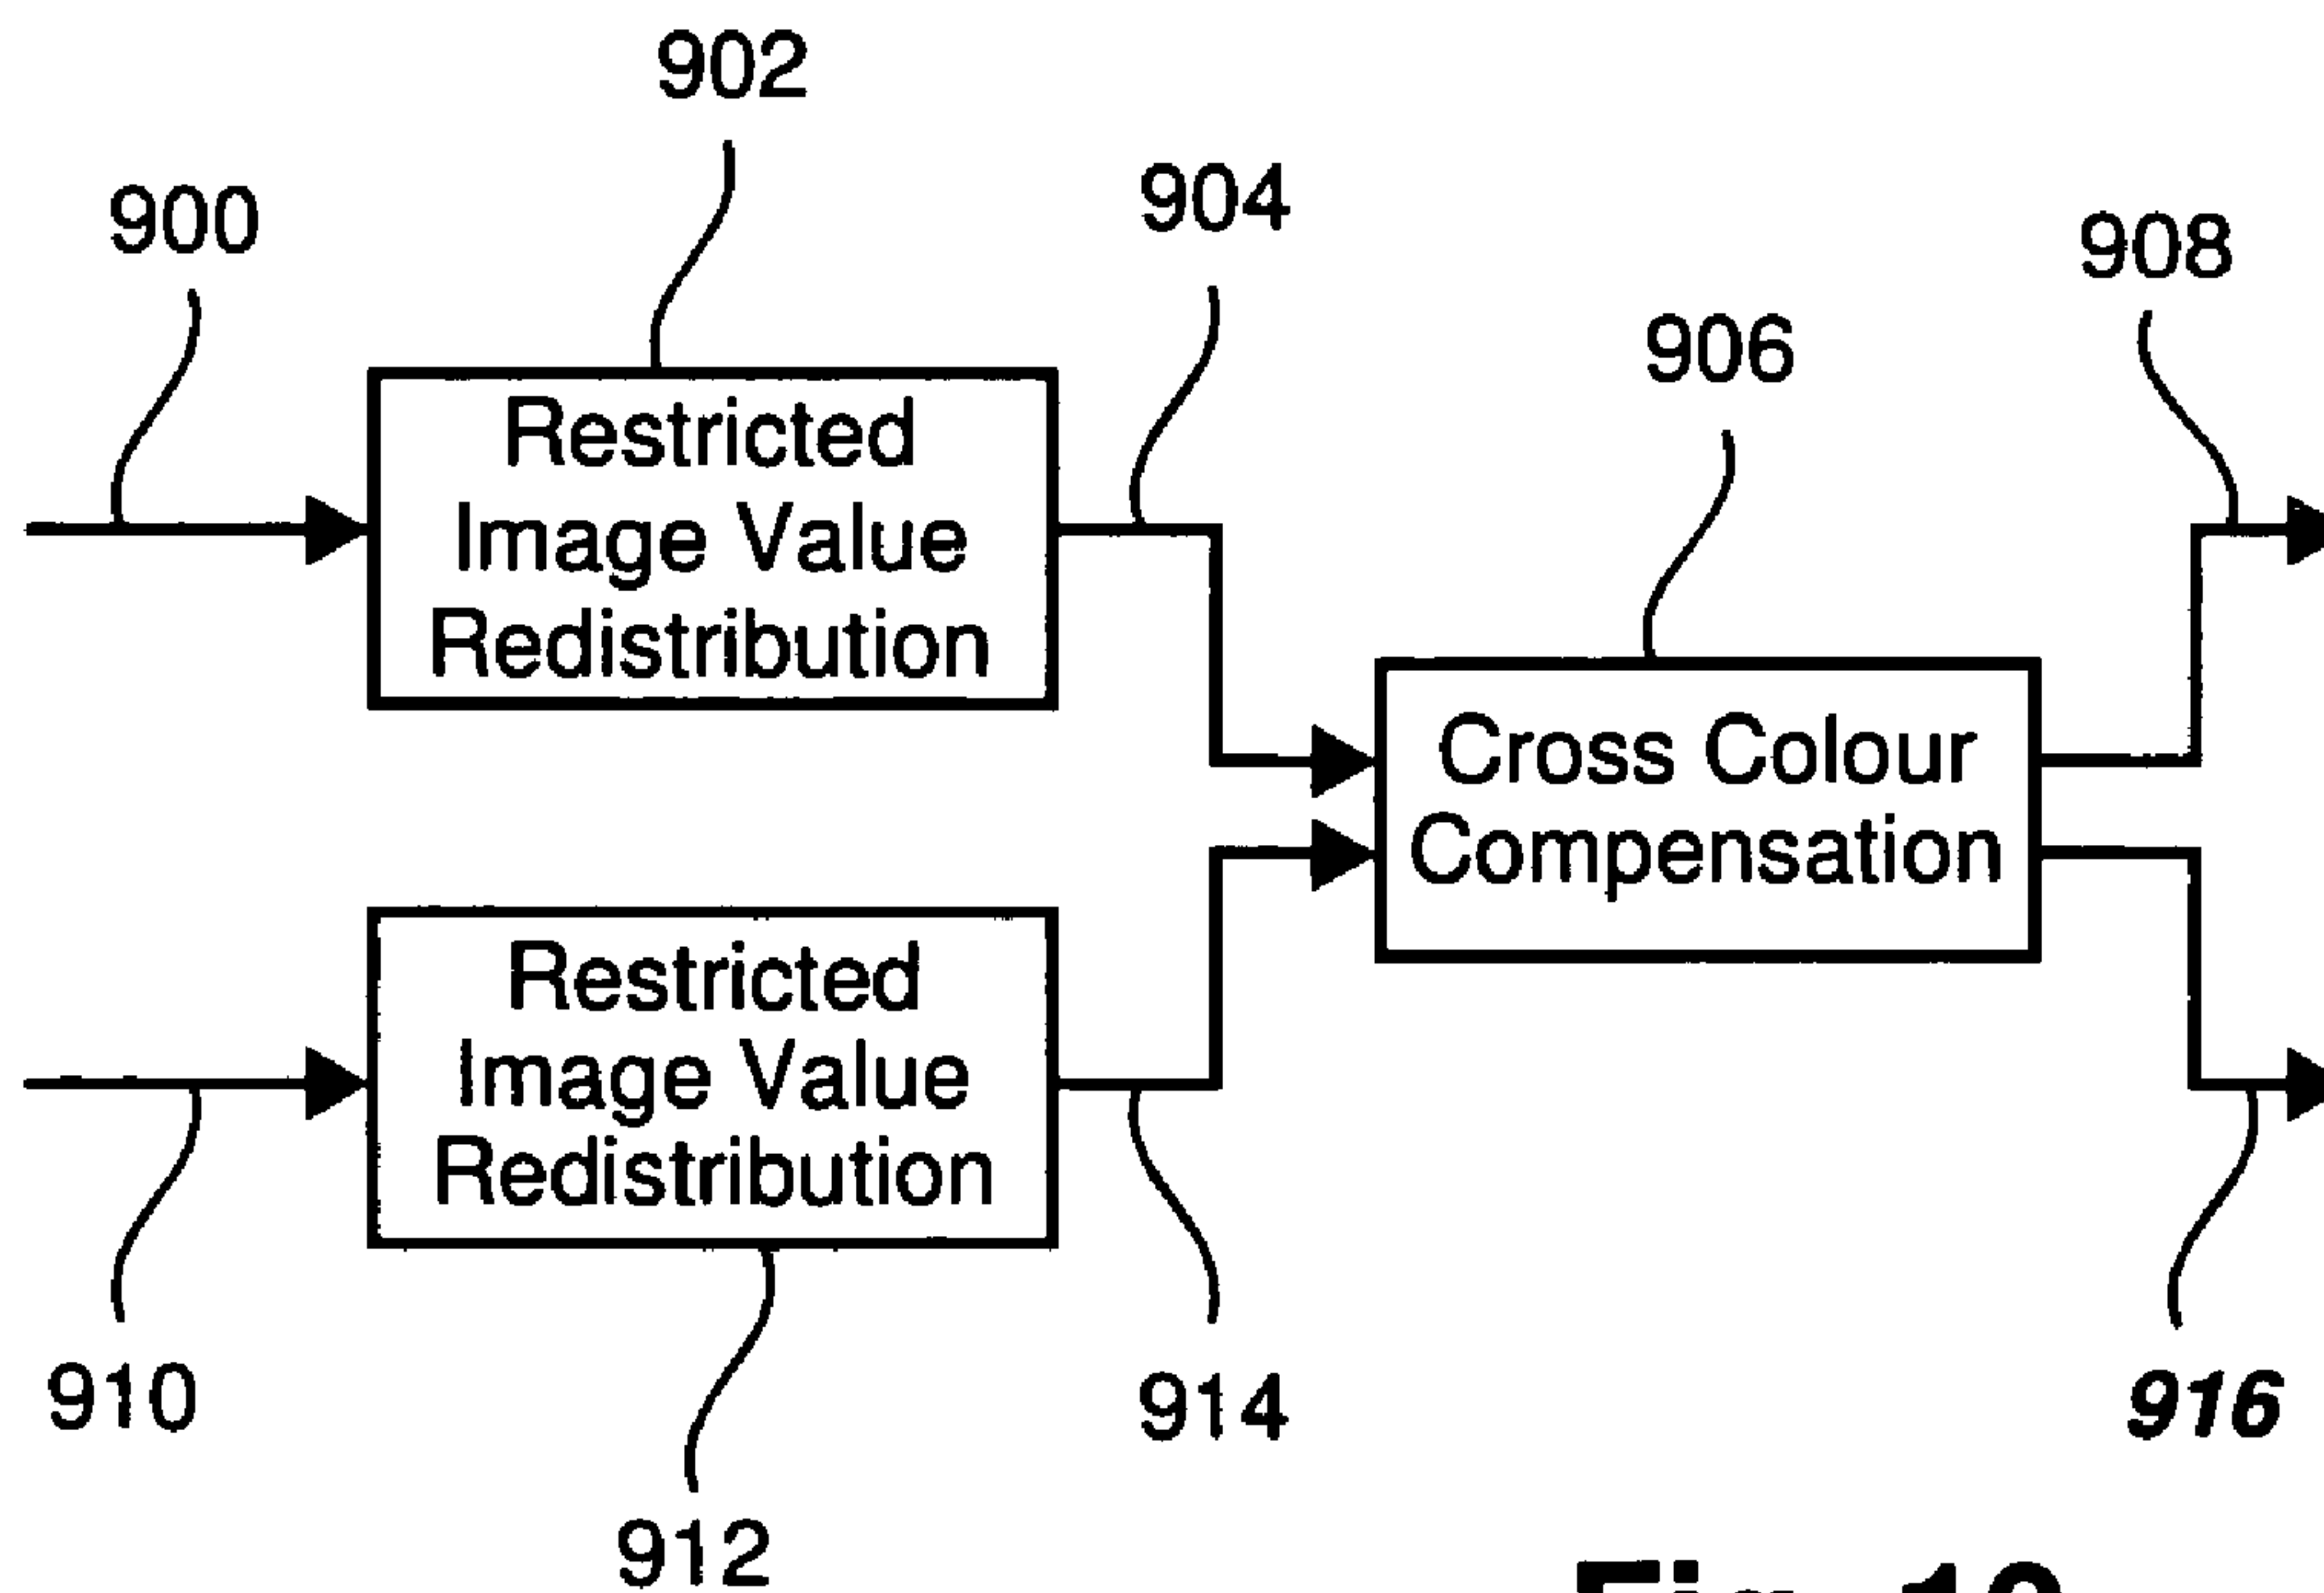 902
900
904
908
906
Restricted
Image Value
Redistribution
Cross Colour
Compensation
Restricted
Image Value
Redistribution
910
914
916
912